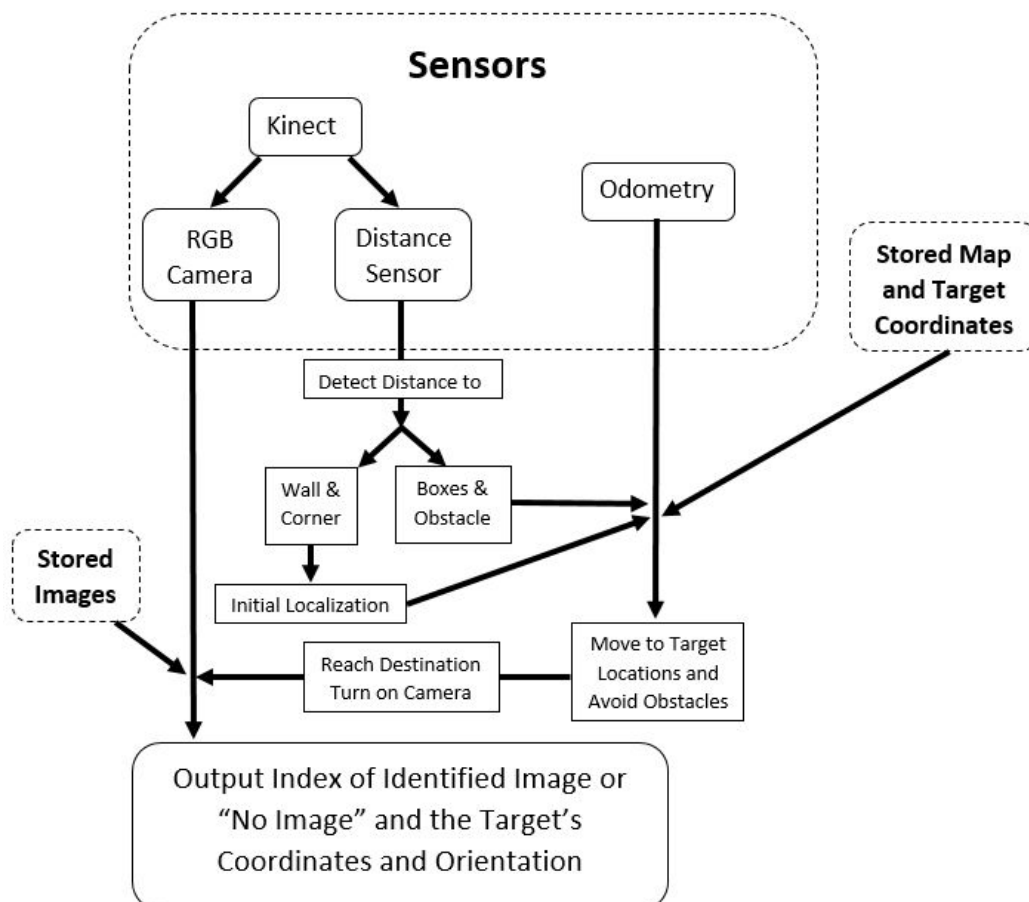 Sensors
Kinect
Odometry
RGB
Camera
Distance
Sensor
Stored Map
and Target
Coordinates
Detect Distance to
Wall &
Corner
Boxes &
Obstacle
Stored
Images
Initial Localization
Reach Destination
Turn on Camera
Move to Target
Locations and
Avoid Obstacles
Output Index of Identified Image or
“No Image” and the Target’s
Coordinates and Orientation